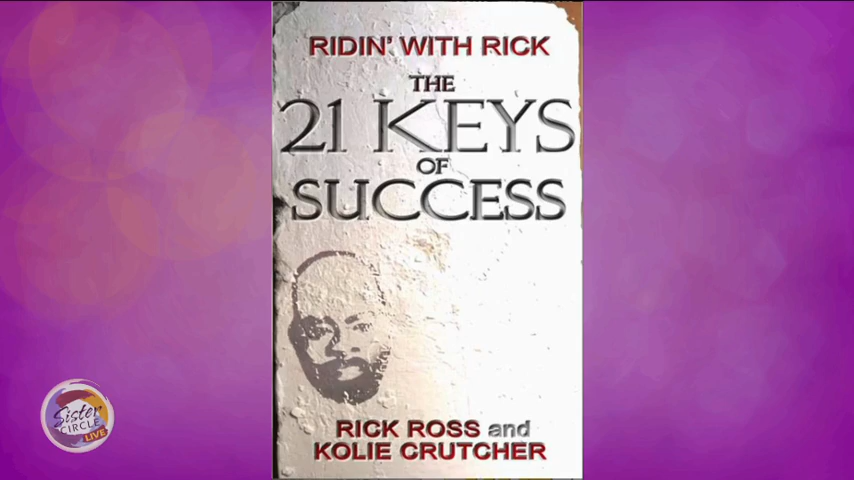 RIDIN' WITH RICK
THE
21 KEYS
OF
SUCCESS
RICK ROSS and
KOLIE CRUTCHER
Sister
CIRCLE
LIVE